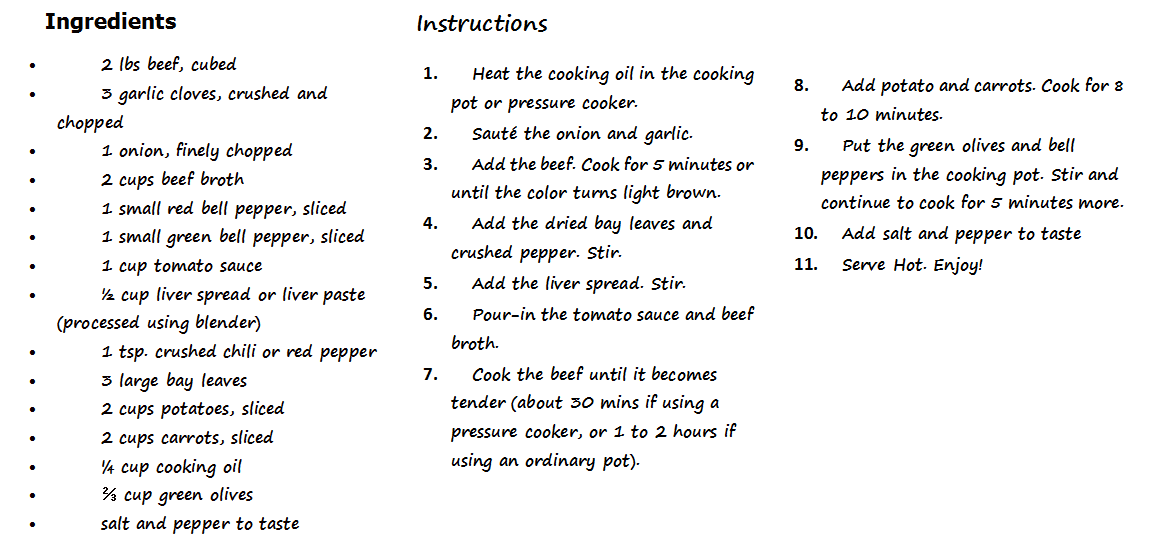 Ingredients
• 2 lbs beef, cubed
• 3 garlic cloves, crushed and
chopped
• 1 onion, finely chopped
• 2 cups beef broth
• 1 small red bell pepper, sliced
• 1 small green bell pepper, sliced
• 1 cup tomato sauce
• ½ cup liver spread or liver paste
(processed using blender)
• 1 tsp. crushed chili or red pepper
• 3 large bay leaves
• 2 cups potatoes, sliced
• 2 cups carrots, sliced
• ¼ cup cooking oil
• ⅔ cup green olives
• salt and pepper to taste
Instructions
1. Heat the cooking oil in the cooking
pot or pressure cooker.
2. Sauté the onion and garlic.
3. Add the beef. Cook for 5 minutes or
until the color turns light brown.
4. Add the dried bay leaves and
crushed pepper. Stir.
5. Add the liver spread. Stir.
6. Pour-in the tomato sauce and beef
broth.
7. Cook the beef until it becomes
tender (about 30 mins if using a
pressure cooker, or 1 to 2 hours if
using an ordinary pot).
8. Add potato and carrots. Cook for 8
to 10 minutes.
9. Put the green olives and bell
peppers in the cooking pot. Stir and
continue to cook for 5 minutes more.
10. Add salt and pepper to taste
11. Serve Hot. Enjoy!